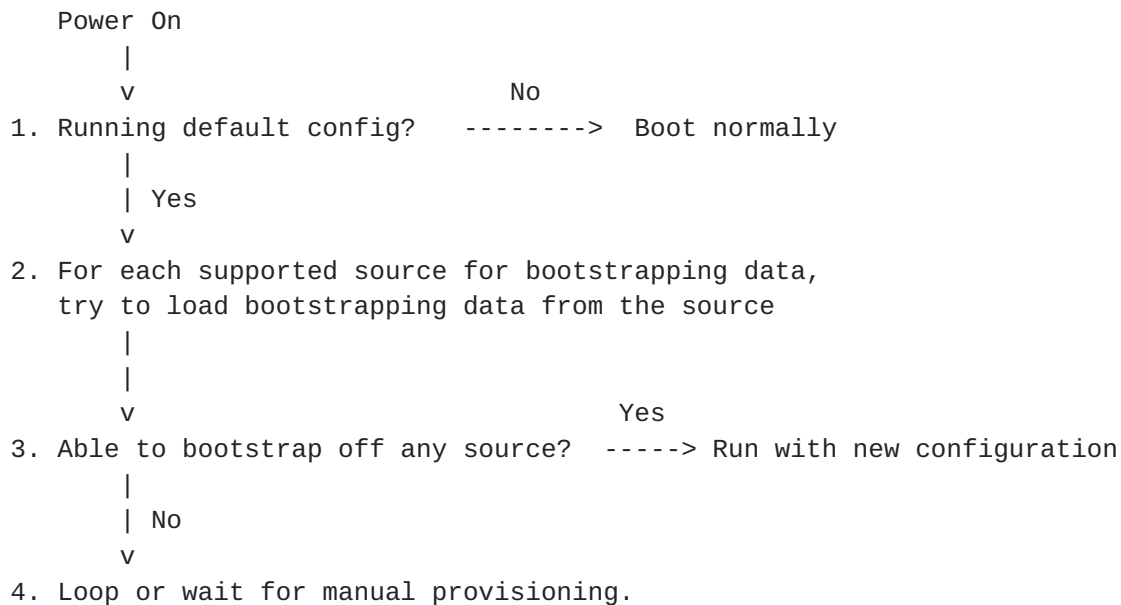 Power On
|
v No
1. Running default config? --------> Boot normally
|
| Yes
v
2. For each supported source for bootstrapping data,
try to load bootstrapping data from the source
|
|
v Yes
3. Able to bootstrap off any source? -----> Run with new configuration
|
| No
v
4. Loop or wait for manual provisioning.